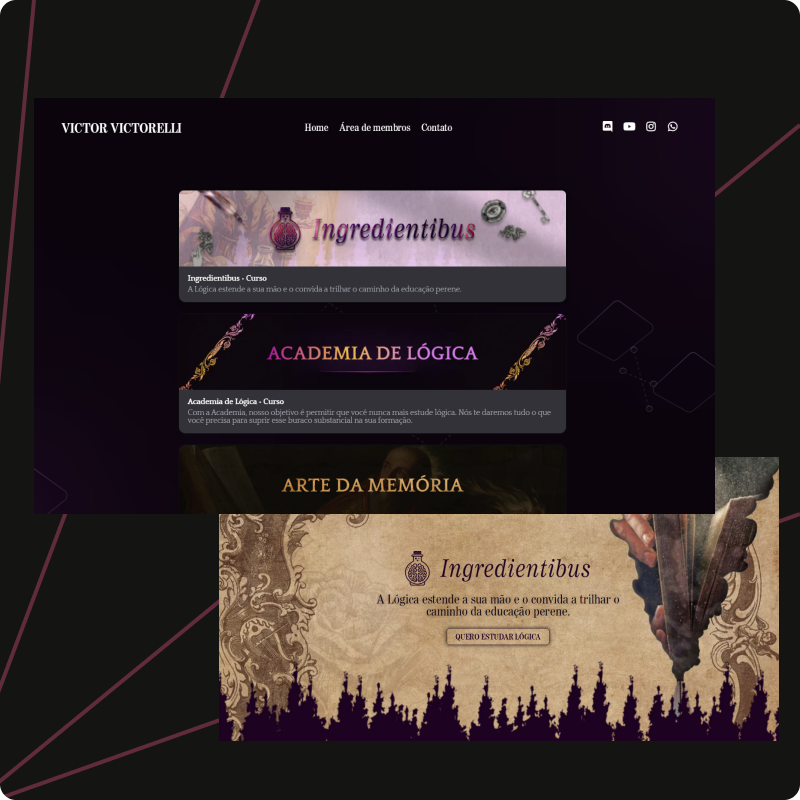 VICTOR VICTORELLI
Home Área de membros Contato
Ingredientibus
Ingredientibus - Curso
A Lógica estende a sua mão e o convida a trilhar o caminho da educação perene.
ACADEMIA DE LÓGICA
Academia de Lógica - Curso
Com a Academia, nosso objetivo é permitir que você nunca mais estude lógica. Nós te daremos tudo o que
você precisa para suprir esse buraco substancial na sua formação.
ARTE DA MEMÓRIA
Ingredientibus
A Lógica estende a sua mão e o convida a trilhar o
caminho da educação perene.
QUERO ESTUDAR LÓGICA